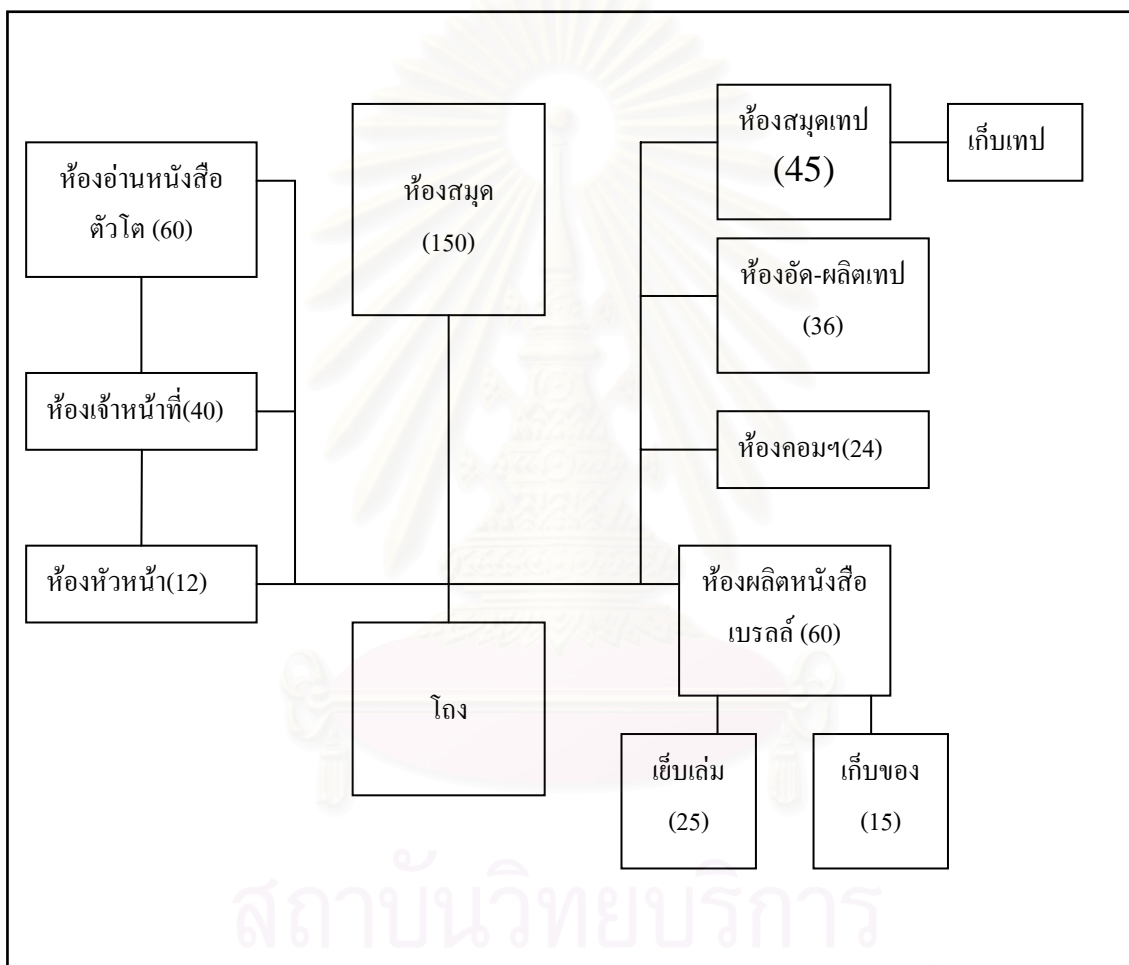 ห้องอ่านหนังสือ
ตัวโต (60)
ห้องเจ้าหน้าที่(40)
ห้องหัวหน้า(12)
ห้องสมุด
(150)
โถง
ห้องสมุดเทป
(45)
เก็บเทป
ห้องอัด-ผลิตเทป
(36)
ห้องคอมฯ(24)
ห้องผลิตหนังสือ
เบรลล์ (60)
เย็บเล่ม
(25)
เก็บของ
(15)
สถาบันวิทยบริการ